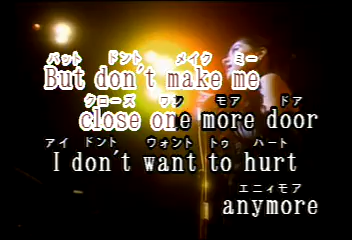 バット ドント メイク ミー
But don't make me
クローズ ワン モア ドア
close one more door
アイ ドント ウォント トゥ ハート
I don't want to hurt
エニィモア
anymore